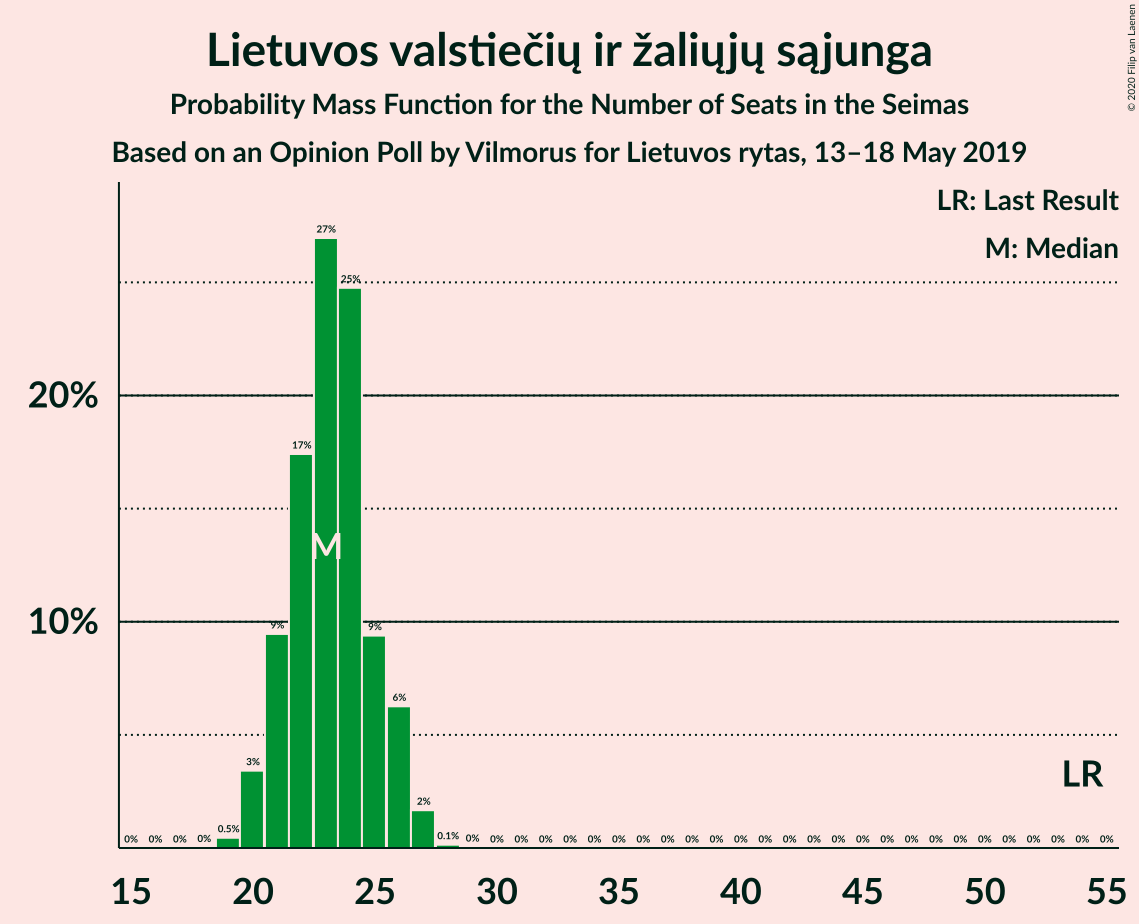 Lietuvos valstiečių ir žaliųjų sąjunga
Probability Mass Function for the Number of Seats in the Seimas
Based on an Opinion Poll by Vilmorus for Lietuvos rytas, 13–18 May 2019
© 2020 Filip van Laenen
LR: Last Result
M: Median
27%
25%
20%
17%
M
10%
9% 9%
6%
3%
LR
2%
0% 0% 0% 0% 0.5% 0.1% 0% 0% 0% 0% 0% 0% 0% 0% 0% 0% 0% 0% 0% 0% 0% 0% 0% 0% 0% 0% 0% 0% 0% 0% 0% 0%
15 20 25 30 35 40 45 50 55